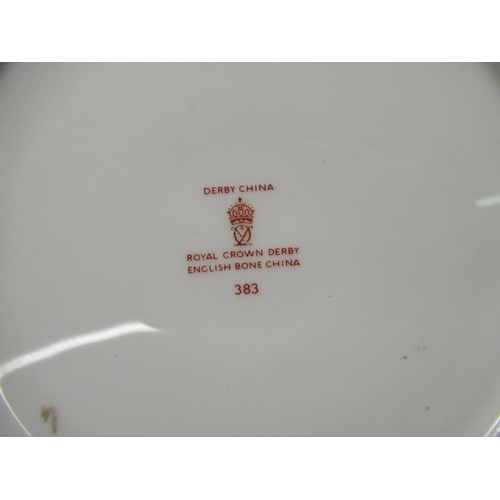 DERBY CHINA
ROYAL CROWN DERBY
ENGLISH BONE CHINA
383